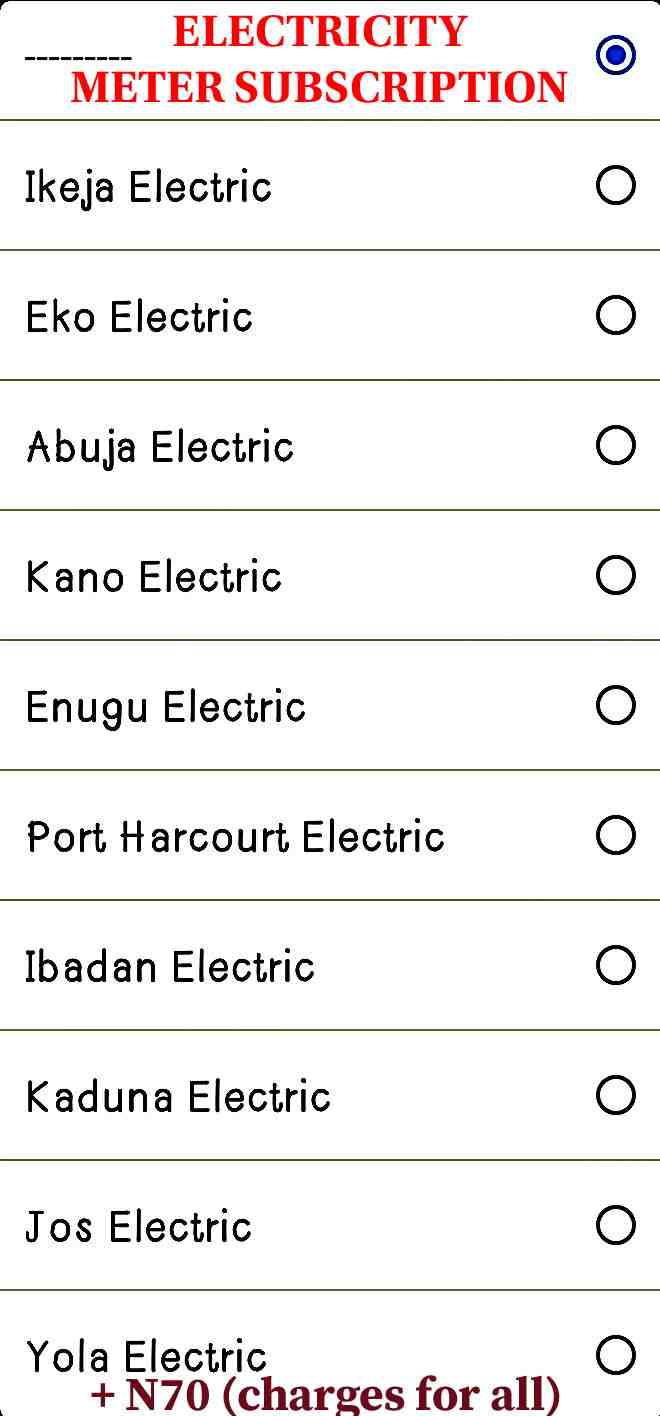 ELECTRICITY
---------
METER SUBSCRIPTION
Ikeja Electric
Eko Electric
Abuja Electric
Kano Electric
Enugu Electric
Port Harcourt Electric
Ibadan Electric
Kaduna Electric
Jos Electric
Yola Electric
+ N70 (charges for all)